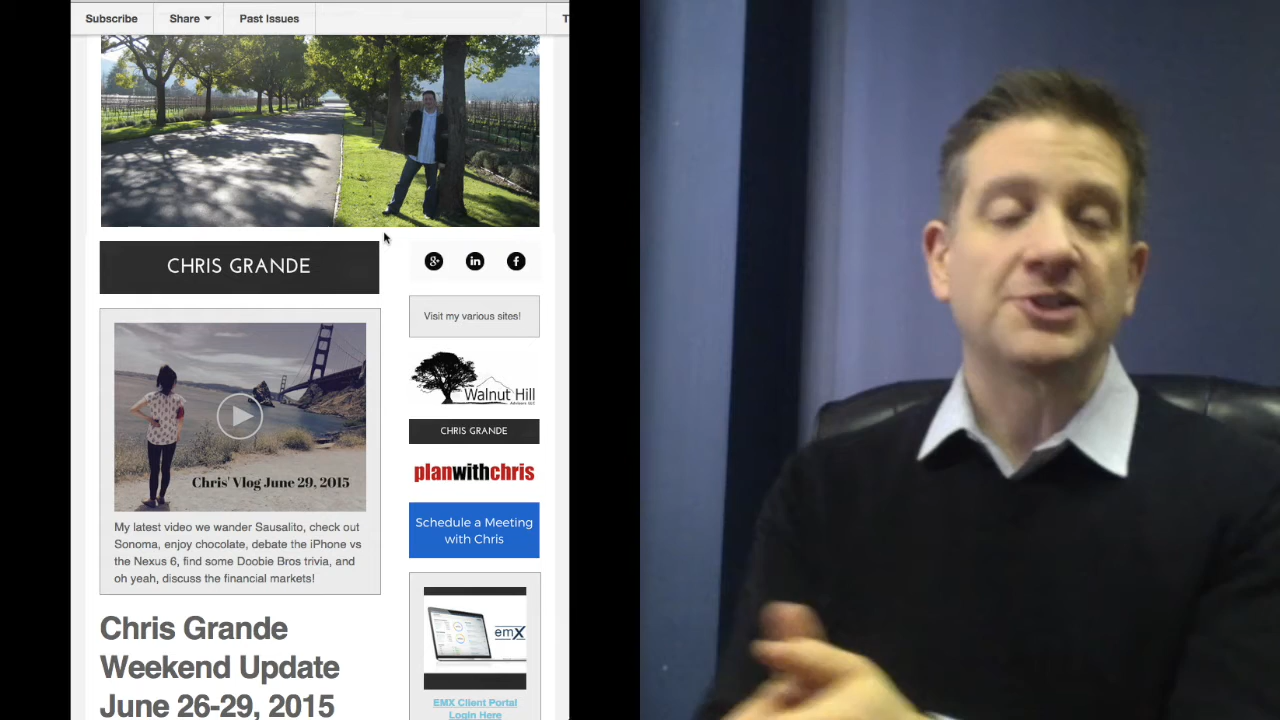 Subscribe
Share
Past Issues
T
CHRIS GRANDE
g+
in
f
Visit my various sites!
Walnut Hill
CHRIS GRANDE
planwithchris
Schedule a Meeting
with Chris
Chris' Vlog June 29, 2015
My latest video we wander Sausalito, check out
Sonoma, enjoy chocolate, debate the iPhone vs
the Nexus 6, find some Doobie Bros trivia, and
oh yeah, discuss the financial markets!
emX
EMX Client Portal
Login Here
Chris Grande
Weekend Update
June 26-29, 2015